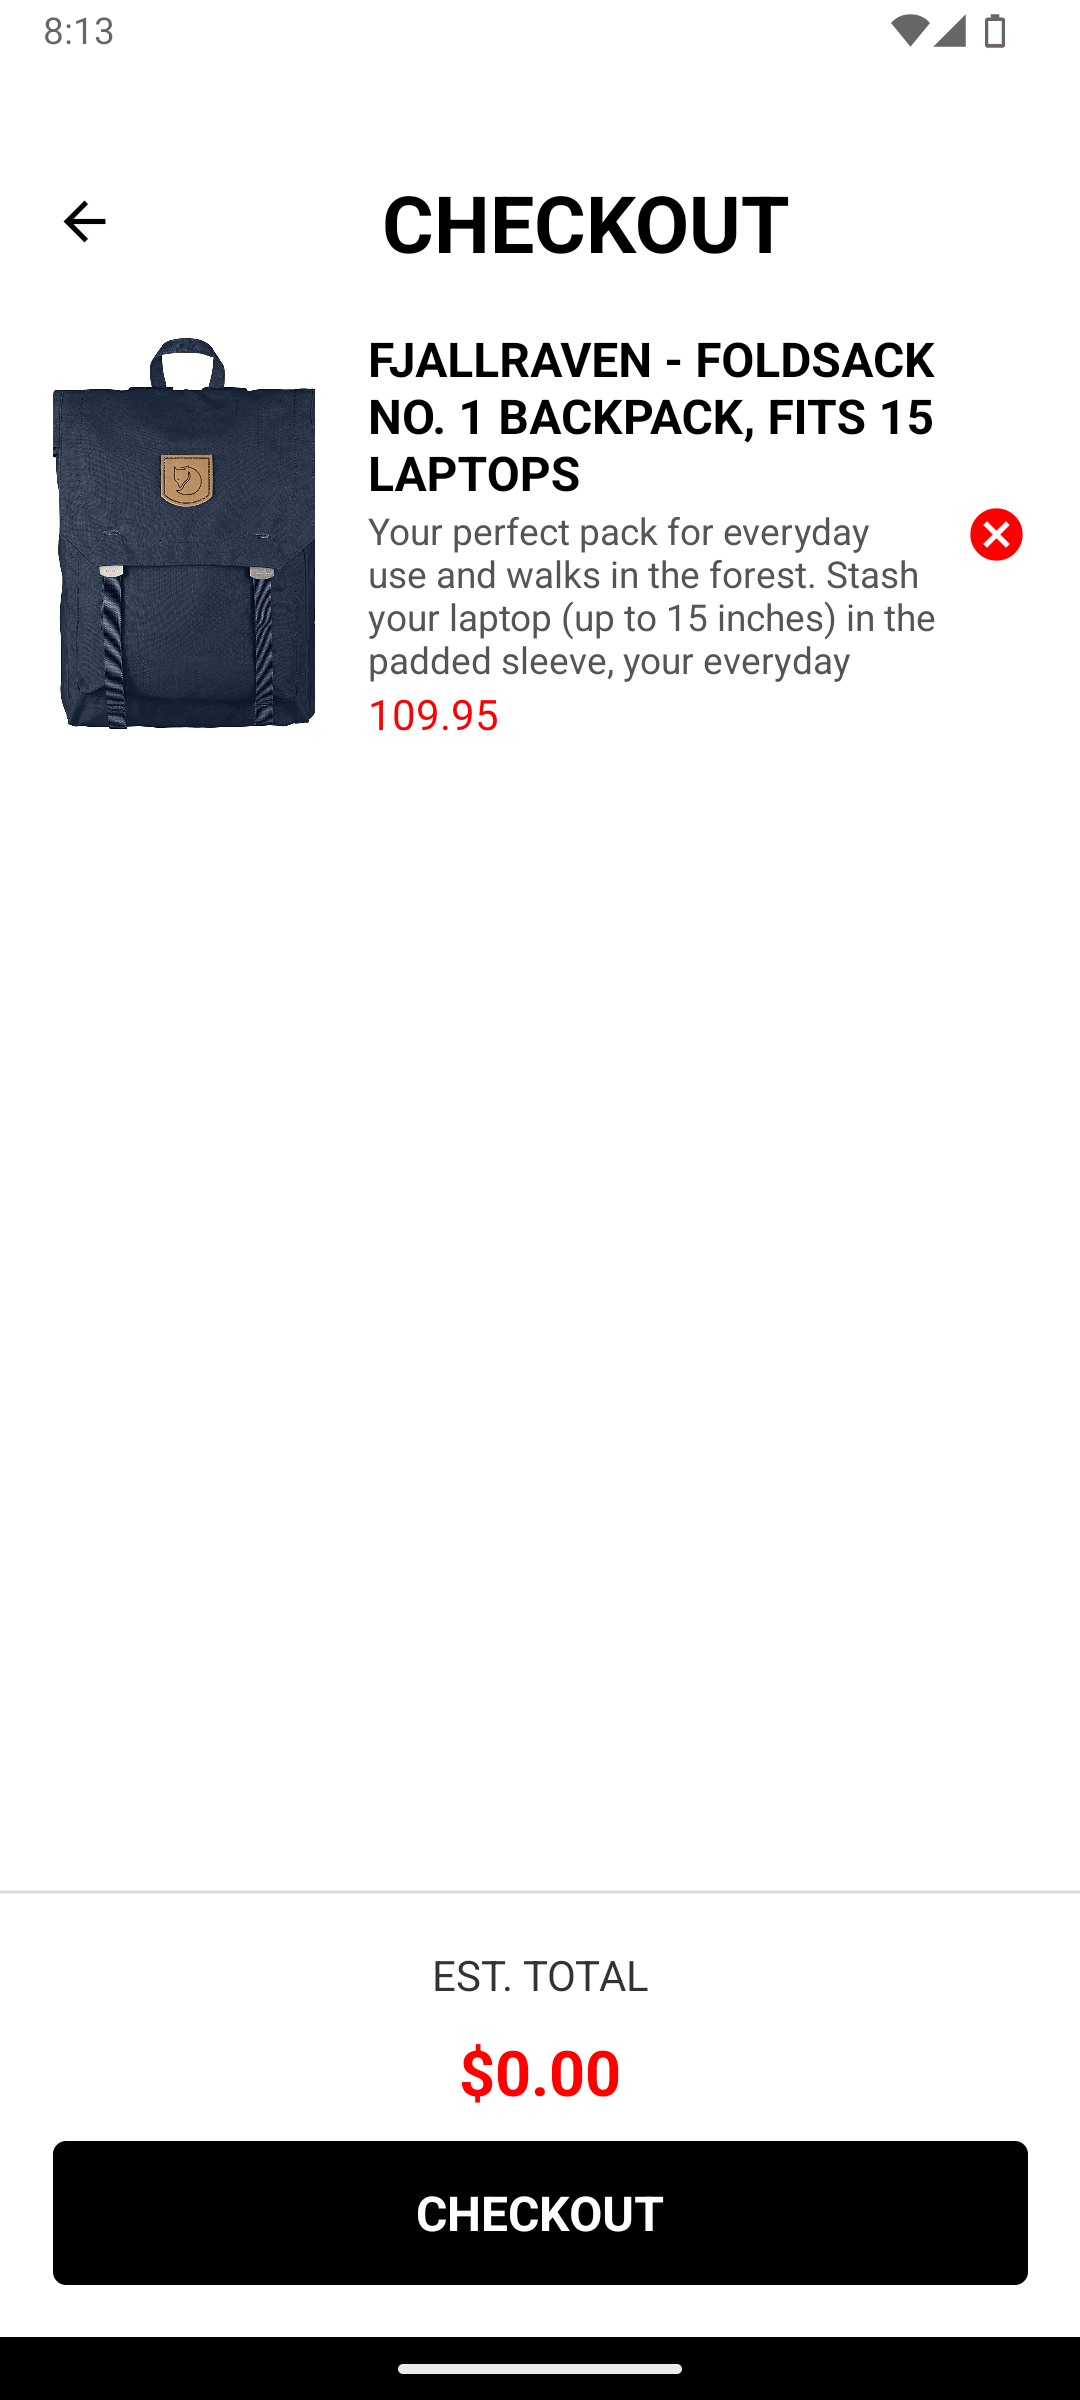 8:13
CHECKOUT
FJALLRAVEN - FOLDSACK
NO. 1 BACKPACK, FITS 15
LAPTOPS
Your perfect pack for everyday
use and walks in the forest. Stash
your laptop (up to 15 inches) in the
padded sleeve, your everyday
109.95
EST. TOTAL
$0.00
CHECKOUT